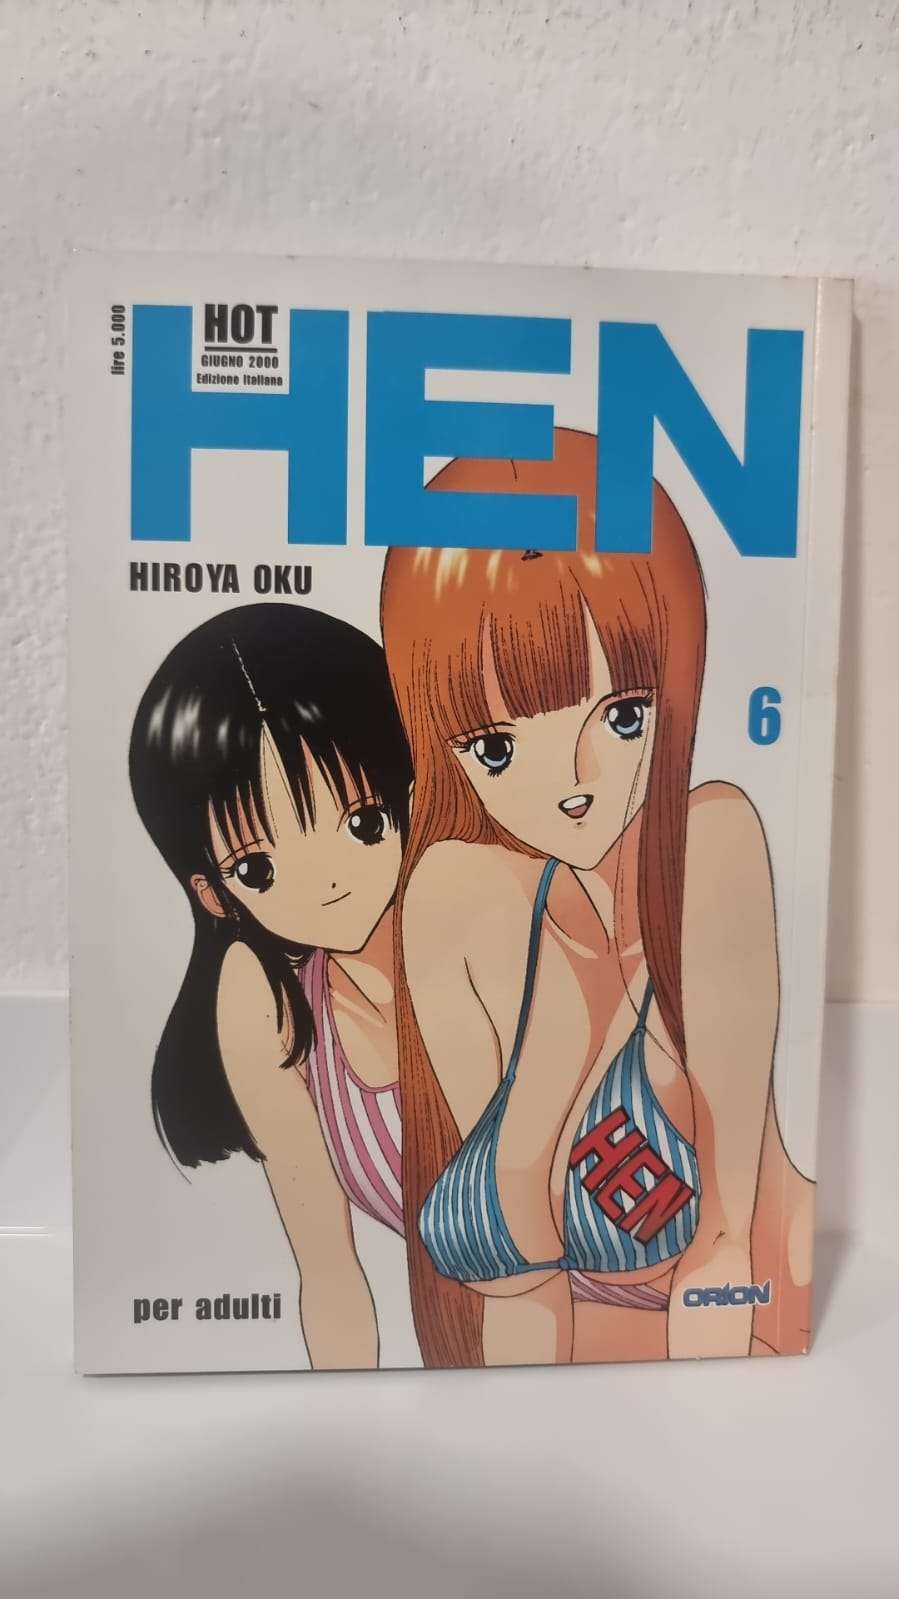 lire 5.000
HOT
GIUGNO 2000
Edizione Italiana
HEN
HIROYA OKU
6
HEN
per adulti
ORION